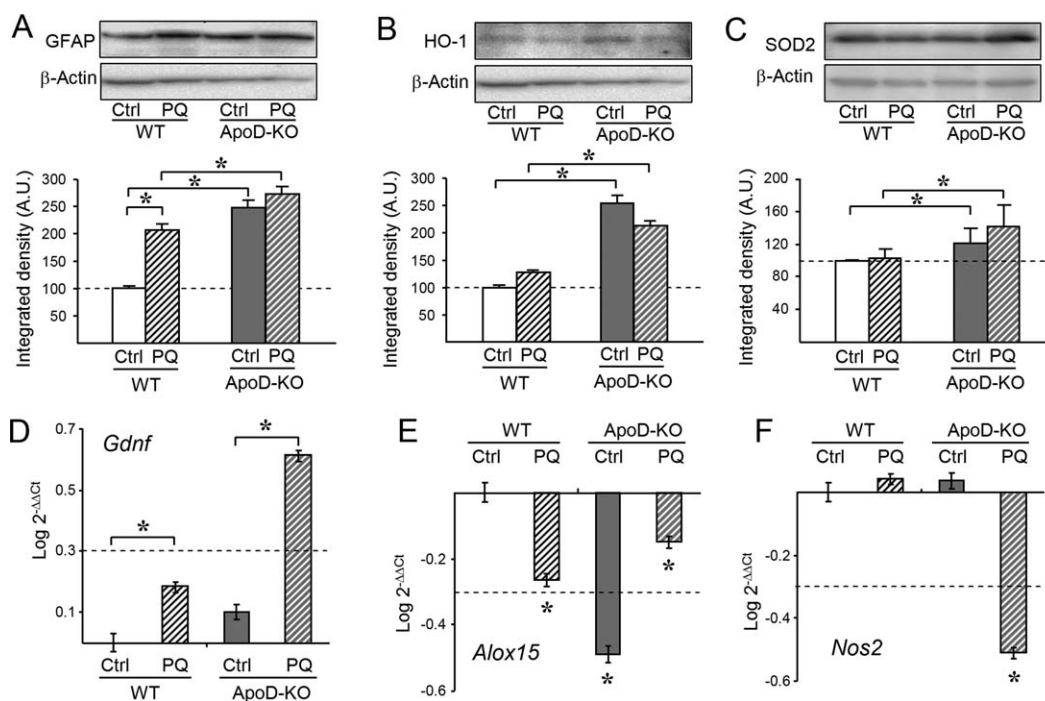 A
GFAP
β-Actin
Ctrl PQ Ctrl PQ
WT ApoD-KO
Integrated density (A.U.)
300
250
200
150
100
50
* * *
Ctrl PQ Ctrl PQ
WT ApoD-KO
B
HO-1
β-Actin
Ctrl PQ Ctrl PQ
WT ApoD-KO
Integrated density (A.U.)
300
250
200
150
100
50
* *
Ctrl PQ Ctrl PQ
WT ApoD-KO
C
SOD2
β-Actin
Ctrl PQ Ctrl PQ
WT ApoD-KO
Integrated density (A.U.)
200
160
120
80
40
* *
Ctrl PQ Ctrl PQ
WT ApoD-KO
D
Gdnf
Log 2-ΔΔCt
0.7
0.5
0.3
0.1
* *
Ctrl PQ Ctrl PQ
WT ApoD-KO
E
WT ApoD-KO
Ctrl PQ Ctrl PQ
Log 2-ΔΔCt
-0.2
-0.4
-0.6
* * *
Alox15
F
WT ApoD-KO
Ctrl PQ Ctrl PQ
Log 2-ΔΔCt
-0.2
-0.4
-0.6
*
Nos2